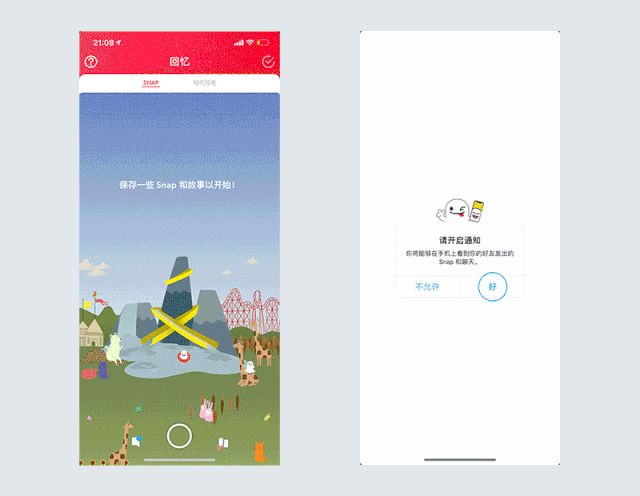 21:08
回忆
SNAP
相机胶卷
保存一些 Snap 和故事以开始！
请开启通知
你将能够在手机上看到你的好友发出的
Snap 和聊天。
不允许
好